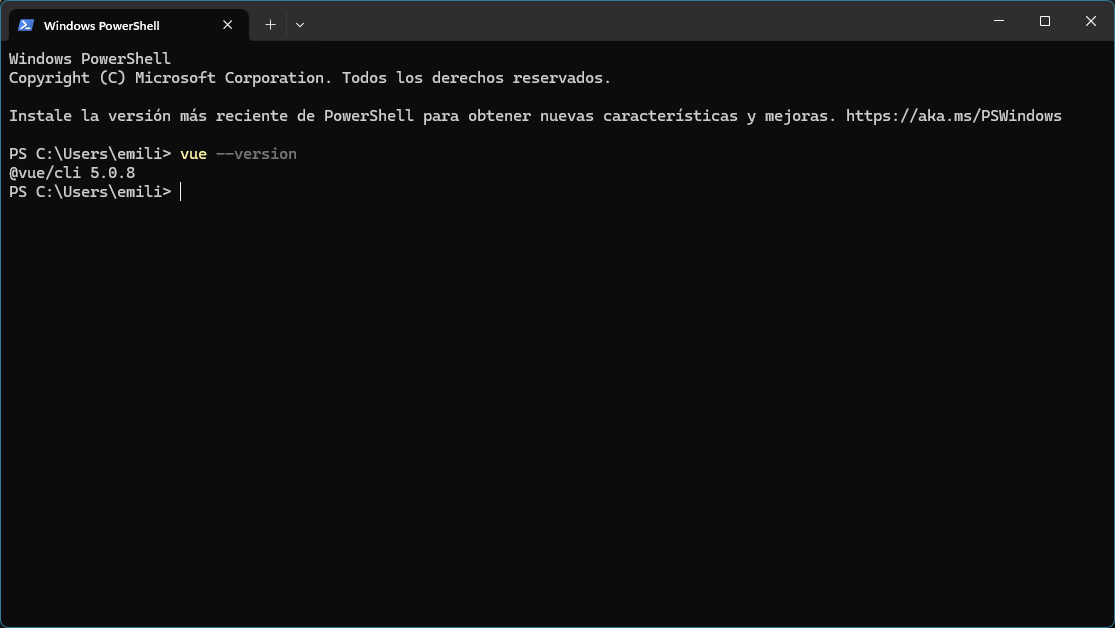 Windows PowerShell
Windows PowerShell
Copyright (C) Microsoft Corporation. Todos los derechos reservados.
Instale la versión más reciente de PowerShell para obtener nuevas características y mejoras. https://aka.ms/PSWindows
PS C:\Users\emili> vue --version
@vue/cli 5.0.8
PS C:\Users\emili>